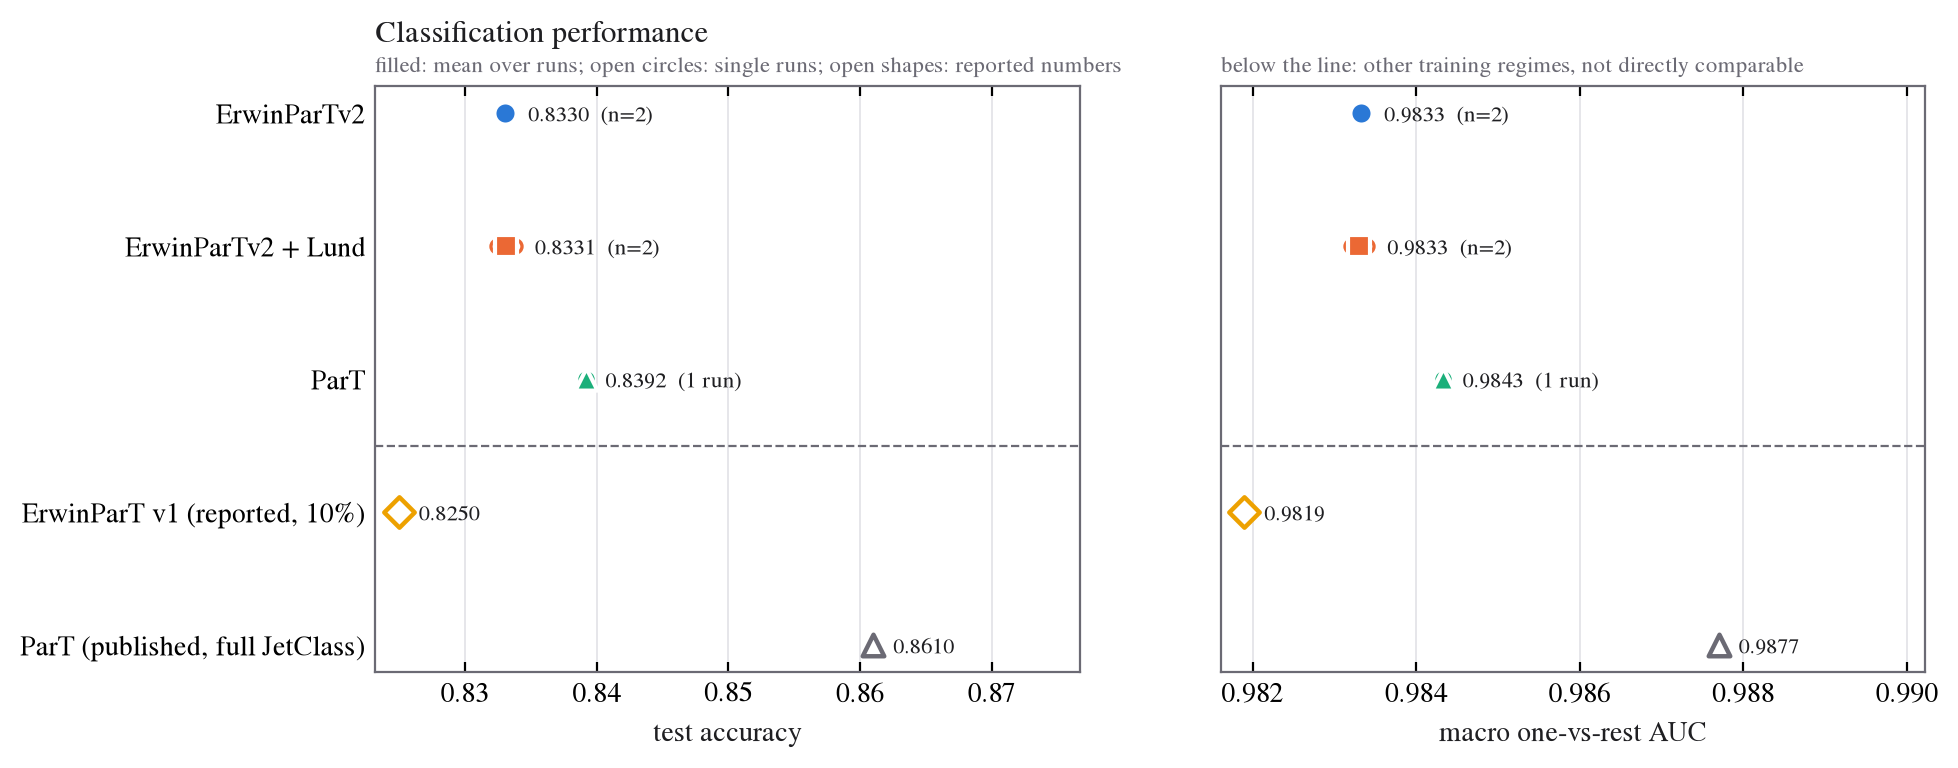 Classification performance
filled: mean over runs; open circles: single runs; open shapes: reported numbers
below the line: other training regimes, not directly comparable
ErwinParTv2
0.8330 (n=2)
0.9833 (n=2)
ErwinParTv2 + Lund
0.8331 (n=2)
0.9833 (n=2)
ParT
0.8392 (1 run)
0.9843 (1 run)
ErwinParT v1 (reported, 10%)
0.8250
0.9819
ParT (published, full JetClass)
0.8610
0.9877
0.83 0.84 0.85 0.86 0.87
0.982 0.984 0.986 0.988 0.990
test accuracy
macro one-vs-rest AUC